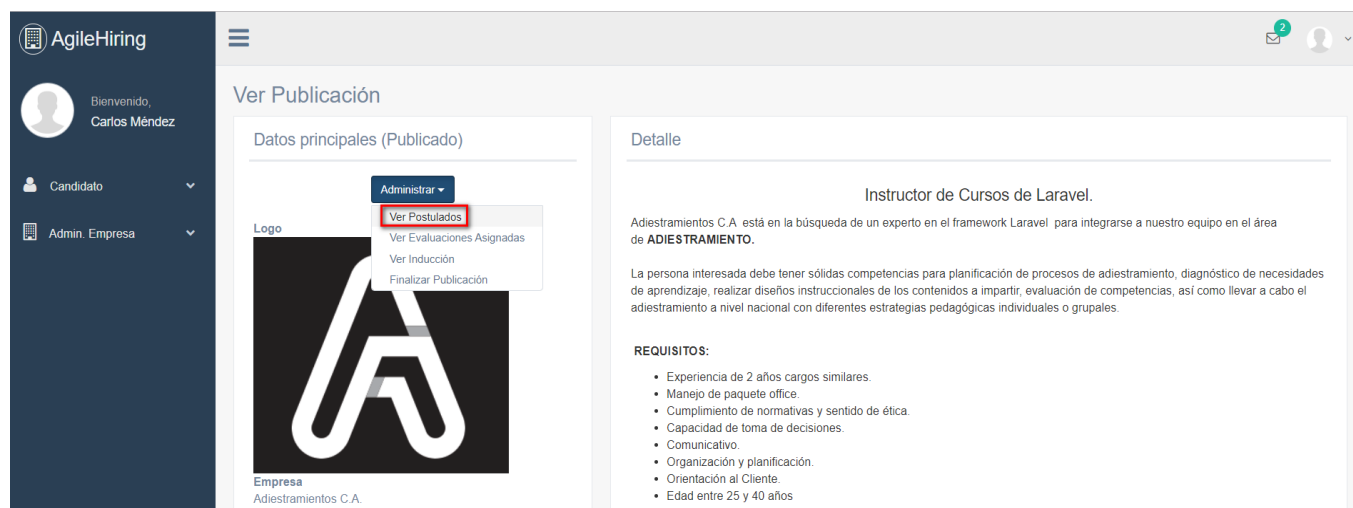 AgileHiring
2
Bienvenido,
Carlos Méndez
Candidato
Admin. Empresa
Ver Publicación
Datos principales (Publicado)
Administrar
Ver Postulados
Ver Evaluaciones Asignadas
Ver Inducción
Finalizar Publicación
Logo
Empresa
Adiestramientos C.A.
Detalle
Instructor de Cursos de Laravel.
Adiestramientos C.A está en la búsqueda de un experto en el framework Laravel para integrarse a nuestro equipo en el área
de ADIESTRAMIENTO.
La persona interesada debe tener sólidas competencias para planificación de procesos de adiestramiento, diagnóstico de necesidades
de aprendizaje, realizar diseños instruccionales de los contenidos a impartir, evaluación de competencias, así como llevar a cabo el
adiestramiento a nivel nacional con diferentes estrategias pedagógicas individuales o grupales.
REQUISITOS:
• Experiencia de 2 años cargos similares.
• Manejo de paquete office.
• Cumplimiento de normativas y sentido de ética.
• Capacidad de toma de decisiones.
• Comunicativo.
• Organización y planificación.
• Orientación al Cliente.
• Edad entre 25 y 40 años